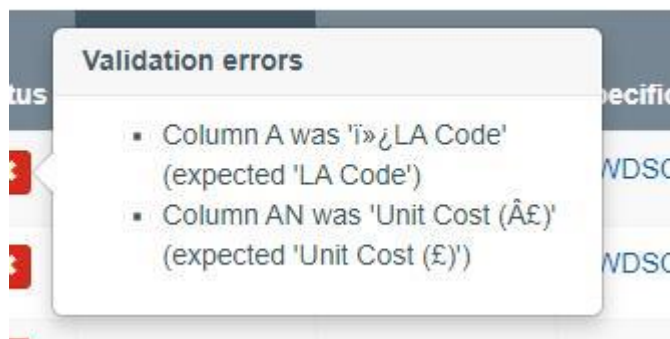 Validation errors
tus
pecific
▪ Column A was 'ï»¿LA Code'
(expected 'LA Code')
WDSC
▪ Column AN was 'Unit Cost (Â£)'
(expected 'Unit Cost (£)')
WDSC